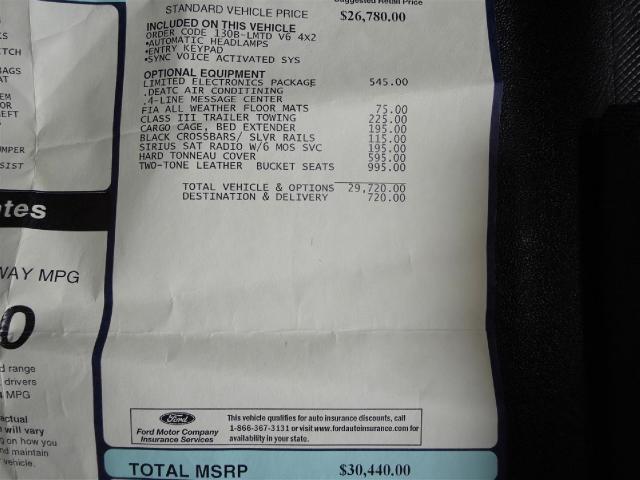 Suggested Retail Price
STANDARD VEHICLE PRICE $26,780.00
INCLUDED ON THIS VEHICLE
ORDER CODE 130B-LMTD V6 4x2
•AUTOMATIC HEADLAMPS
•ENTRY KEYPAD
•SYNC VOICE ACTIVATED SYS
OPTIONAL EQUIPMENT
LIMITED ELECTRONICS PACKAGE 545.00
.DEATC AIR CONDITINING
.4-LINE MESSAGE CENTER
FIA ALL WEATHER FLOOR MATS 75.00
CLASS III TRAILER TOWING 225.00
CARGO CAGE, BED EXTENDER 195.00
BLACK CROSSBARS/ SLVR RAILS 115.00
SIRIUS SAT RADIO W/6 MOS SVC 195.00
HARD TONNEAU COVER 595.00
TWO-TONE LEATHER BUCKET SEATS 995.00
TOTAL VEHICLE & OPTIONS 29,720.00
DESTINATION & DELIVERY 720.00
Ford
Ford Motor Company
Insurance Services
This vehicle qualifies for auto insurance discounts, call
1-866-367-3131 or visit www.fordautoinsurance.com for
availability in your state.
TOTAL MSRP $30,440.00
KS
ITCH
BAGS
AT
EM
OR
EFT
S
UMPER
SIST
ates
WAY MPG
0
d range
drivers
MPG
actual
will vary
on how you
nd maintain
vehicle.